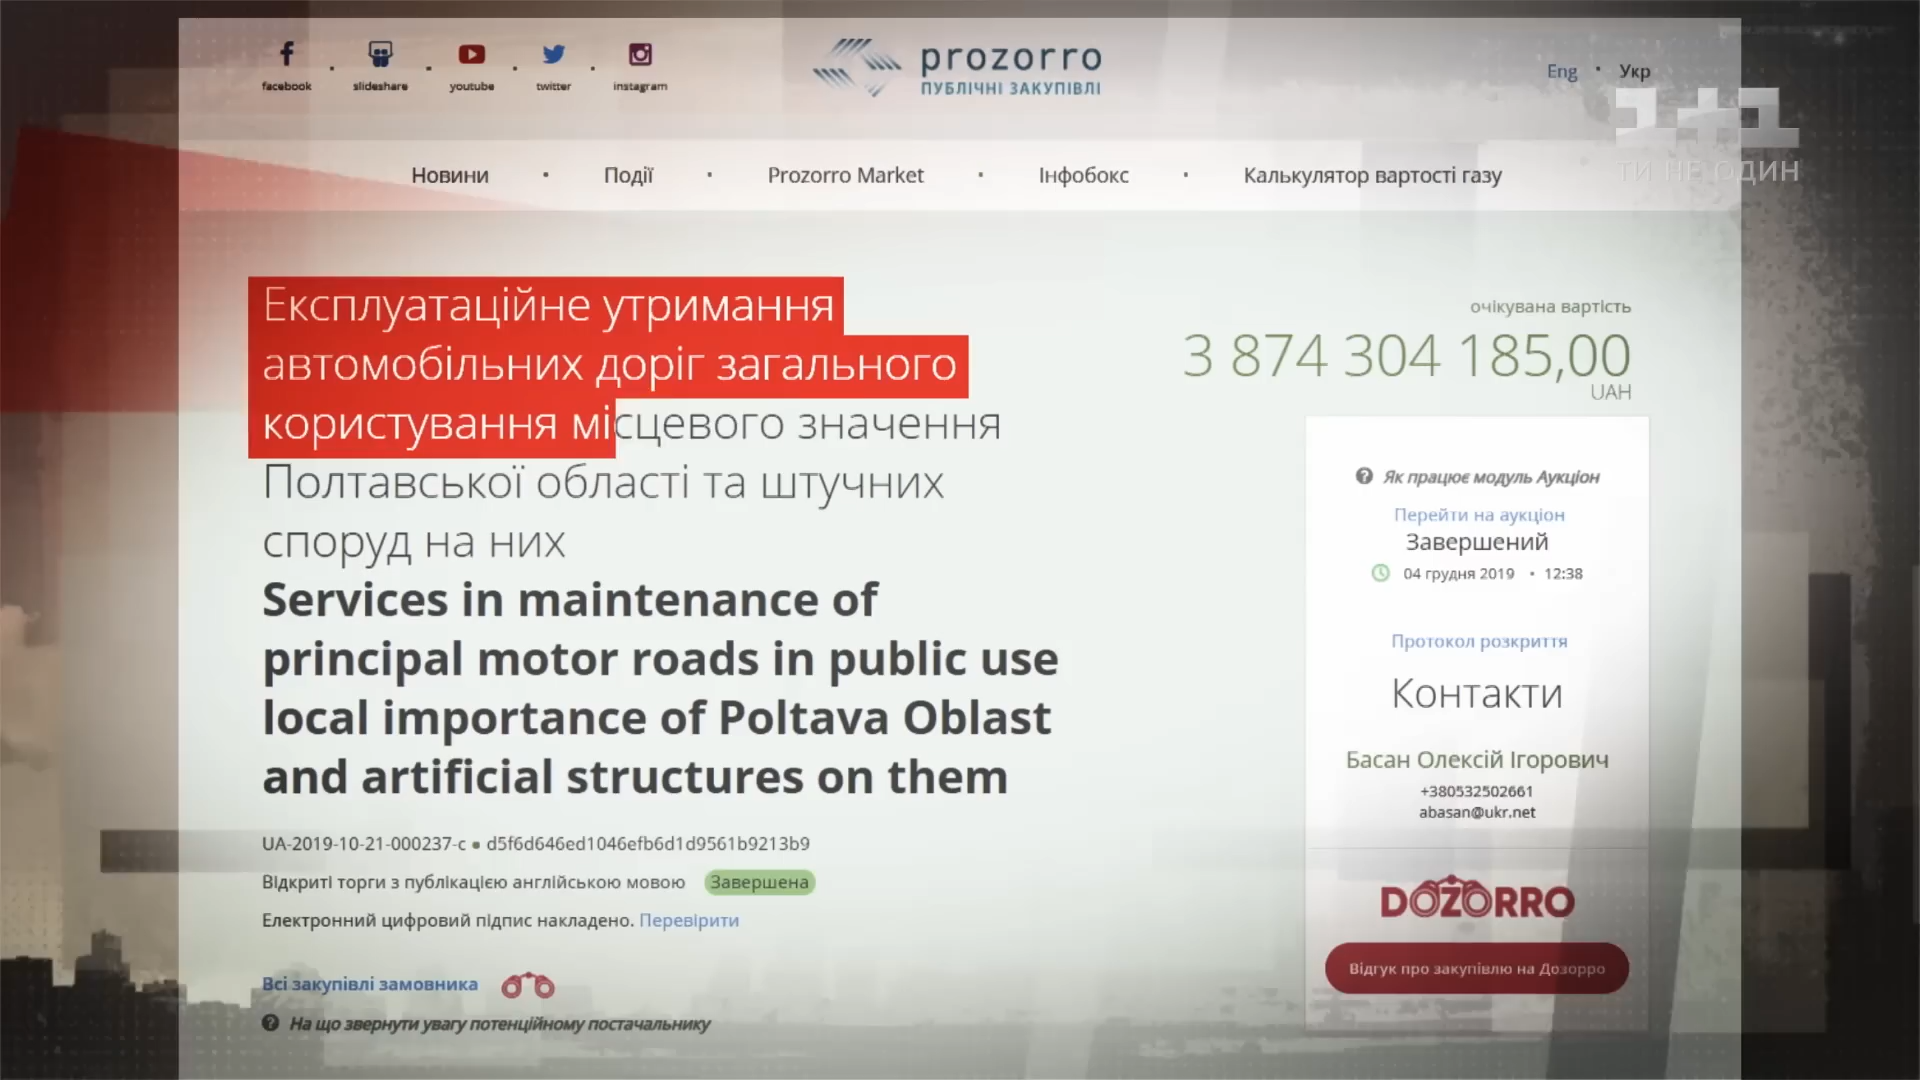 facebook
slideshare
youtube
twitter
instagram
prozorro
ПУБЛІЧНІ ЗАКУПІВЛІ
Eng • Укр
1+1
ТИ НЕ ОДИН
Новини • Події • Prozorro Market • Інфобокс • Калькулятор вартості газу
Експлуатаційне утримання
автомобільних доріг загального
користування місцевого значення
Полтавської області та штучних
споруд на них
Services in maintenance of
principal motor roads in public use
local importance of Poltava Oblast
and artificial structures on them
UA-2019-10-21-000237-c ● d5f6d646ed1046efb6d1d9561b9213b9
Відкриті торги з публікацією англійською мовою Завершена
Електронний цифровий підпис накладено. Перевірити
Всі закупівлі замовника
На що звернути увагу потенційному постачальнику
очікувана вартість
3 874 304 185,00
UAH
Як працює модуль Аукціон
Перейти на аукціон
Завершений
04 грудня 2019 • 12:38
Протокол розкриття
Контакти
Басан Олексій Ігорович
+380532502661
abasan@ukr.net
DOZORRO
Відгук про закупівлю на Дозорро